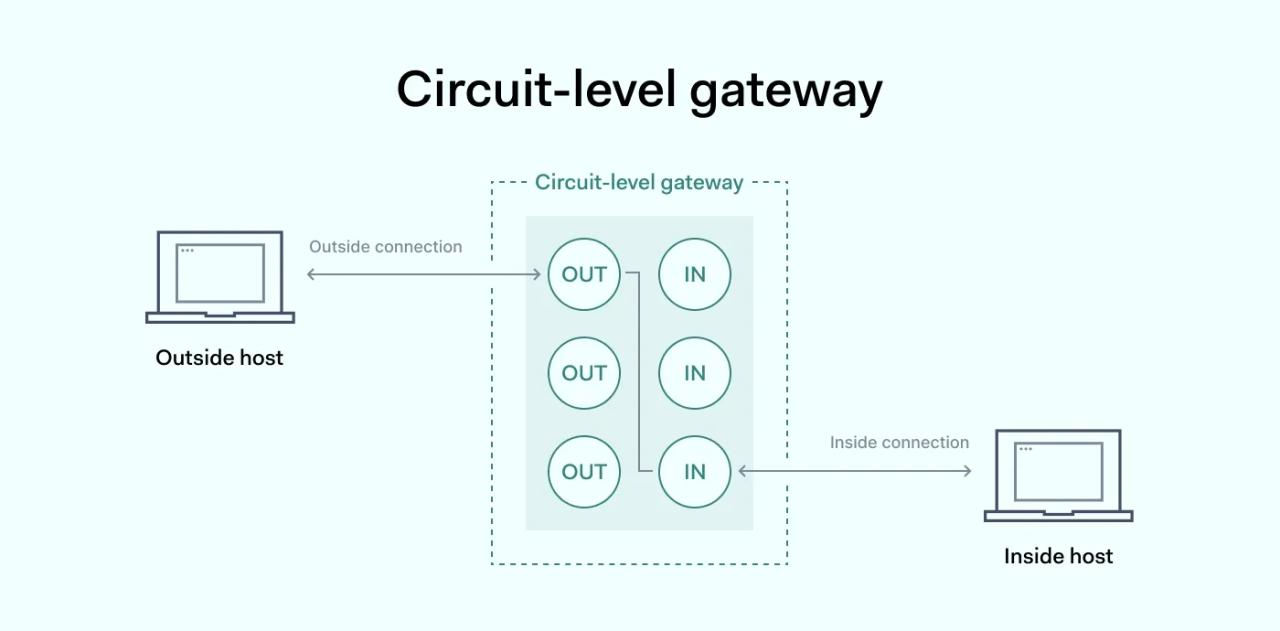 Circuit-level gateway
Circuit-level gateway
Outside connection
OUT
IN
Outside host
OUT
IN
Inside connection
OUT
IN
Inside host